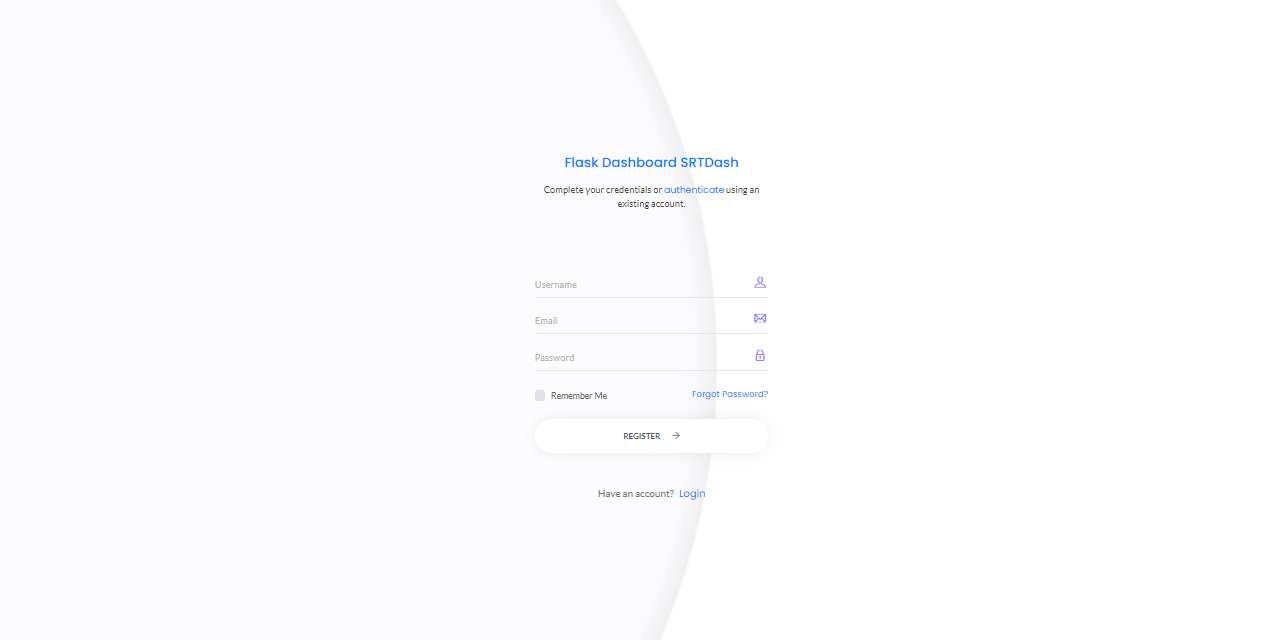 Flask Dashboard SRTDash
Complete your credentials or authenticate using an
existing account.
Username
Email
Password
Remember Me
Forgot Password?
REGISTER
Have an account? Login